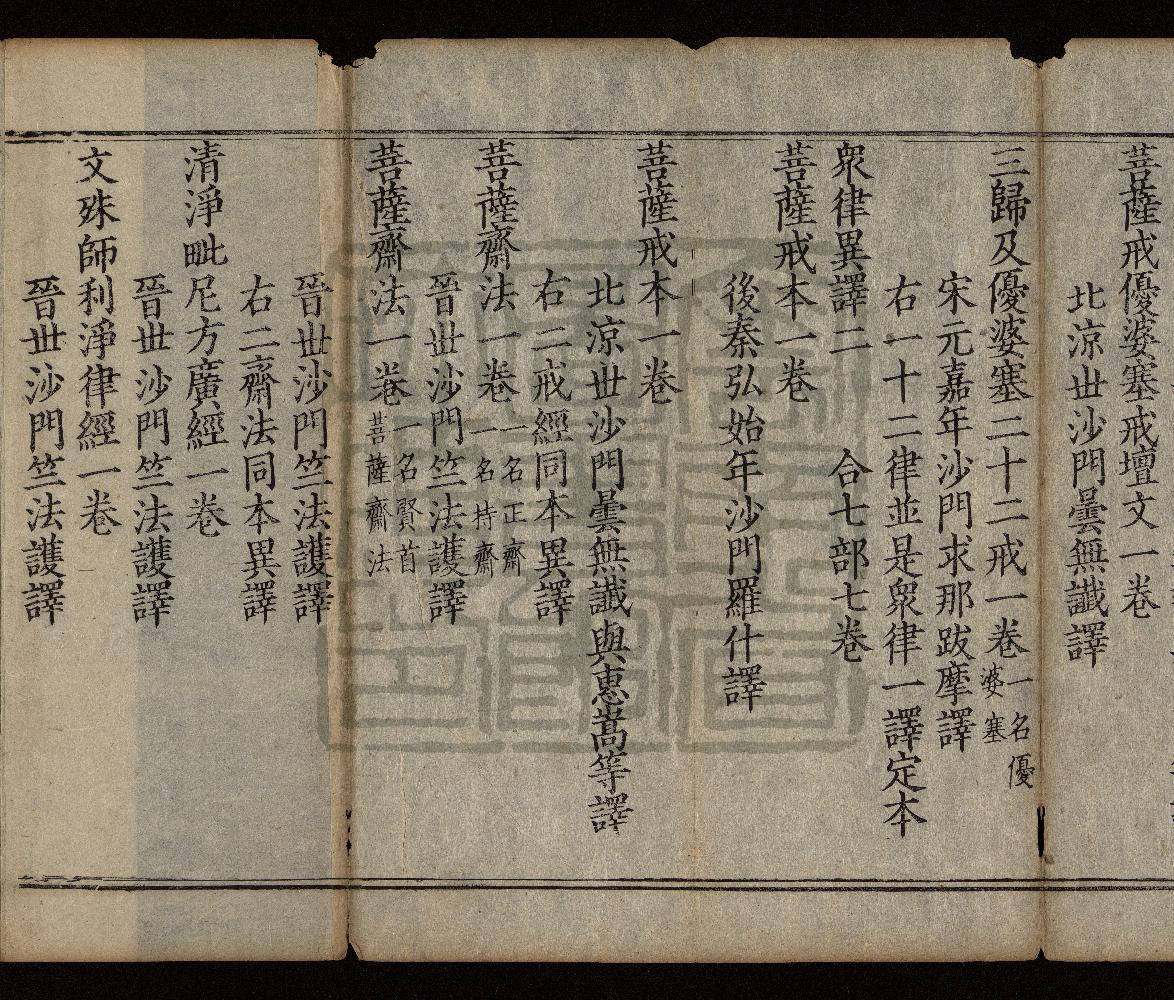 菩薩戒優婆塞戒壇文一卷
北涼世沙門曇無讖譯
三歸及優婆塞二十二戒一卷一名優婆塞
宋元嘉年沙門求那跋摩譯
右一十二律並是衆律一譯定本
衆律異譯二 合七部七卷
菩薩戒本一卷
後秦弘始年沙門羅什譯
菩薩戒本一卷
北涼世沙門曇無讖與惠嵩等譯
右二戒經同本異譯
菩薩齋法一卷一名正齋一名持齋
晉世沙門竺法護譯
菩薩齋法一卷一名賢首菩薩齋法
晉世沙門竺法護譯
右二齋法同本異譯
清淨毗尼方廣經一卷
晉世沙門竺法護譯
文殊師利淨律經一卷
晉世沙門竺法護譯